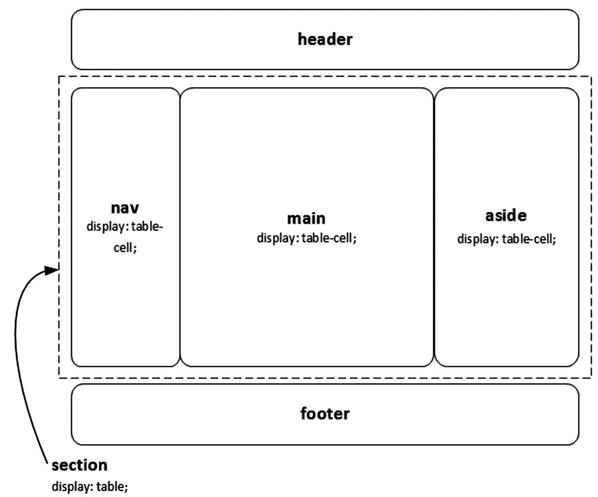 header
nav
display: table-
cell;
main
display: table-cell;
aside
display: table-cell;
footer
section
display: table;